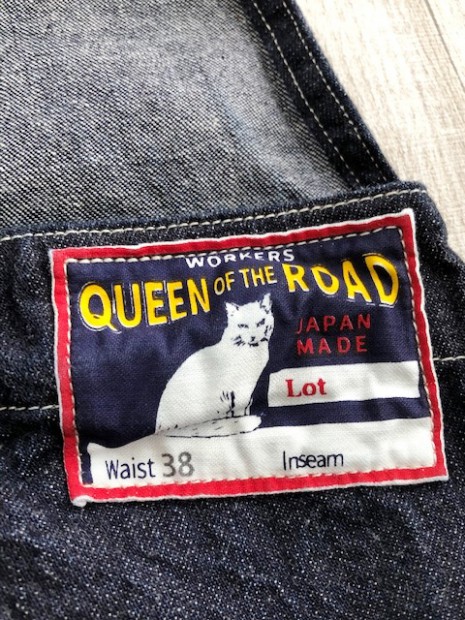 WORKERS
QUEEN OF THE ROAD
JAPAN
MADE
Lot
Waist 38 Inseam